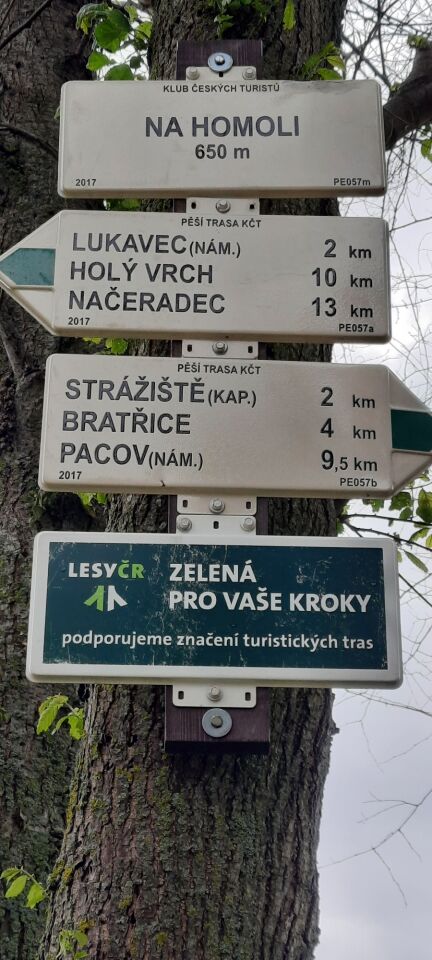 KLUB ČESKÝCH TURISTŮ
NA HOMOLI
650 m
2017 PE057m
PĚŠÍ TRASA KČT
LUKAVEC(NÁM.) 2 km
HOLÝ VRCH 10 km
NAČERADEC 13 km
2017 PE057a
PĚŠÍ TRASA KČT
STRÁŽIŠTĚ(KAP.) 2 km
BRATŘICE 4 km
PACOV(NÁM.) 9,5 km
2017 PE057b
LESYČR ZELENÁ
PRO VAŠE KROKY
podporujeme značení turistických tras